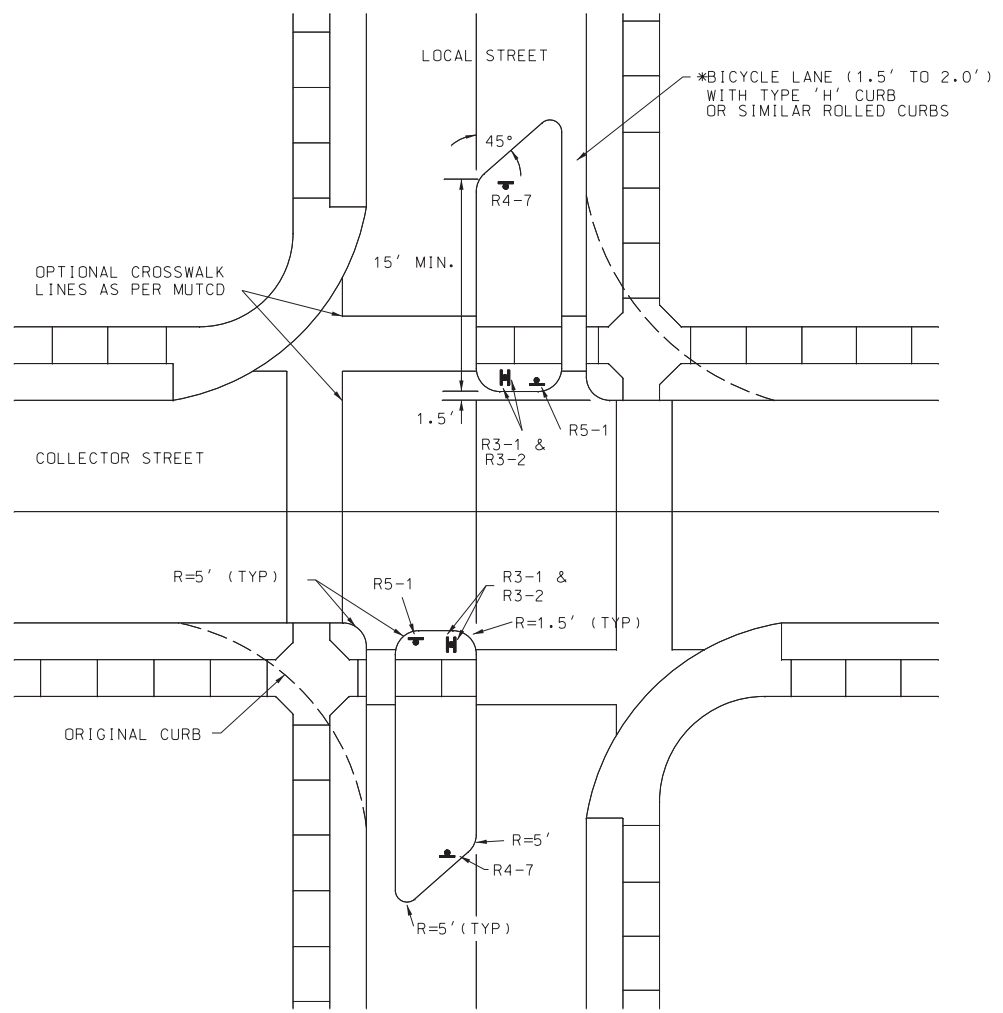 LOCAL STREET
*BICYCLE LANE (1.5' TO 2.0')
WITH TYPE 'H' CURB
OR SIMILAR ROLLED CURBS
45°
R4-7
15' MIN.
OPTIONAL CROSSWALK
LINES AS PER MUTCD
1.5'
R5-1
R3-1 &
R3-2
COLLECTOR STREET
R=5' (TYP)
R5-1
R3-1 &
R3-2
R=1.5' (TYP)
ORIGINAL CURB
R=5'
R4-7
R=5'(TYP)